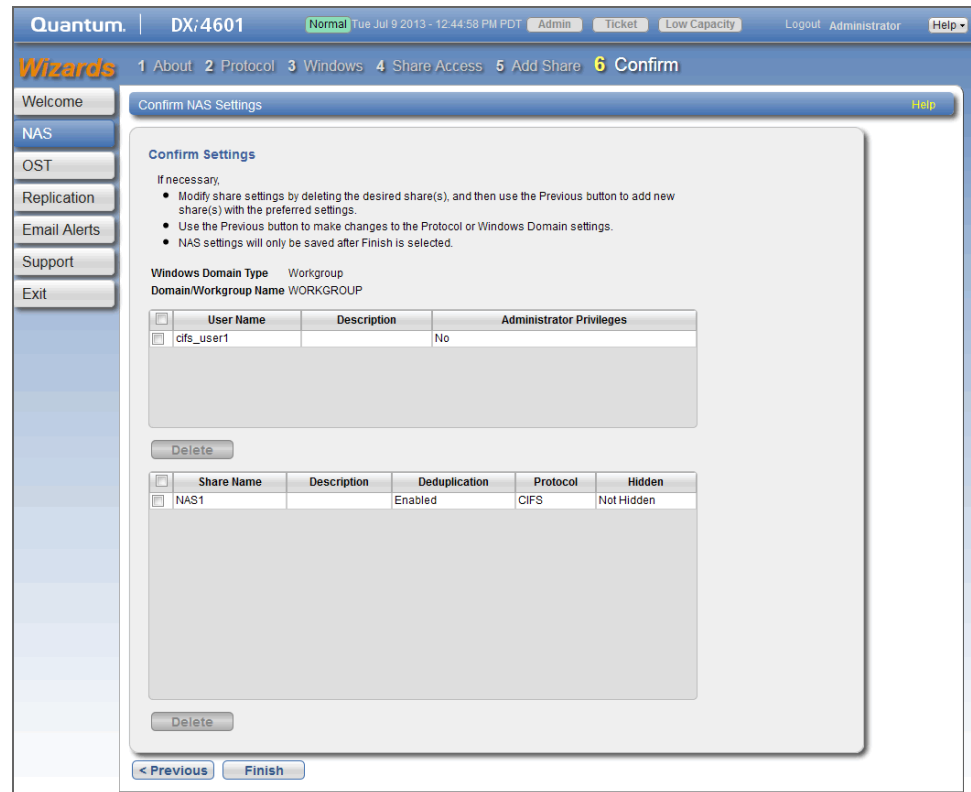 Quantum. DXi4601 Normal Tue Jul 9 2013 - 12:44:58 PM PDT Admin Ticket Low Capacity Logout Administrator Help
Wizards 1 About 2 Protocol 3 Windows 4 Share Access 5 Add Share 6 Confirm
Welcome
NAS
OST
Replication
Email Alerts
Support
Exit
Confirm NAS Settings Help
Confirm Settings
If necessary,
• Modify share settings by deleting the desired share(s), and then use the Previous button to add new
share(s) with the preferred settings.
• Use the Previous button to make changes to the Protocol or Windows Domain settings.
• NAS settings will only be saved after Finish is selected.
Windows Domain Type Workgroup
Domain/Workgroup Name WORKGROUP
User Name Description Administrator Privileges
cifs_user1 No
Delete
Share Name Description Deduplication Protocol Hidden
NAS1 Enabled CIFS Not Hidden
Delete
< Previous Finish